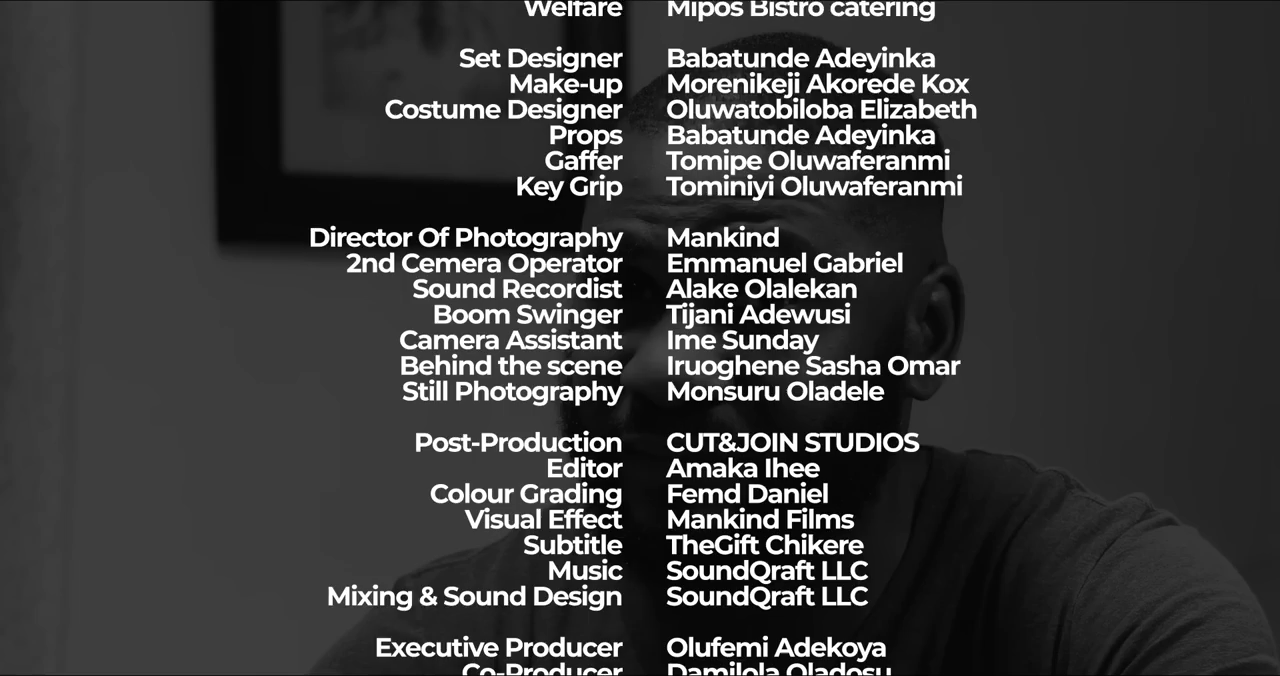 Welfare Mipos Bistro catering
Set Designer Babatunde Adeyinka
Make-up Morenikeji Akorede Kox
Costume Designer Oluwatobiloba Elizabeth
Props Babatunde Adeyinka
Gaffer Tomipe Oluwaferanmi
Key Grip Tominiyi Oluwaferanmi
Director Of Photography Mankind
2nd Cemera Operator Emmanuel Gabriel
Sound Recordist Alake Olalekan
Boom Swinger Tijani Adewusi
Camera Assistant Ime Sunday
Behind the scene Iruoghene Sasha Omar
Still Photography Monsuru Oladele
Post-Production CUT&JOIN STUDIOS
Editor Amaka Ihee
Colour Grading Femd Daniel
Visual Effect Mankind Films
Subtitle TheGift Chikere
Music SoundQraft LLC
Mixing & Sound Design SoundQraft LLC
Executive Producer Olufemi Adekoya
Co-Producer Damilola Oladosu